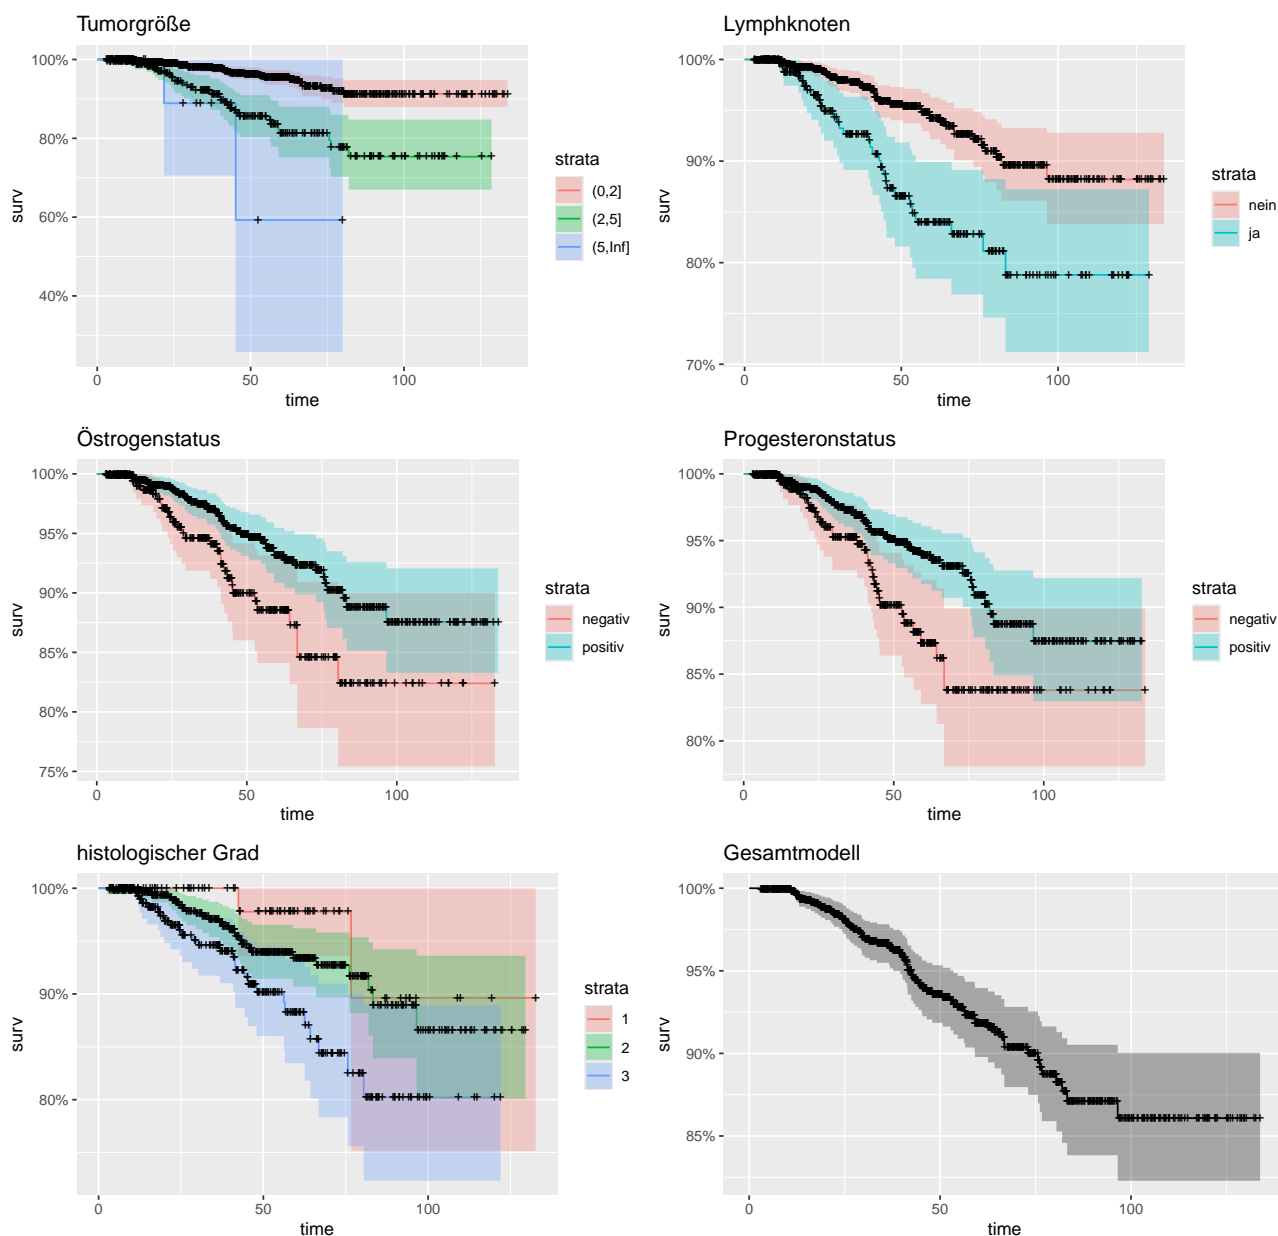 Tumorgröße
100%
80%
60%
40%
surv
0
50
100
time
strata
(0,2]
(2,5]
(5,Inf]
Lymphknoten
100%
90%
80%
70%
surv
0
50
100
time
strata
nein
ja
Östrogenstatus
100%
95%
90%
85%
80%
75%
surv
0
50
100
time
strata
negativ
positiv
Progesteronstatus
100%
95%
90%
85%
80%
surv
0
50
100
time
strata
negativ
positiv
histologischer Grad
100%
90%
80%
surv
0
50
100
time
strata
1
2
3
Gesamtmodell
100%
95%
90%
85%
surv
0
50
100
time